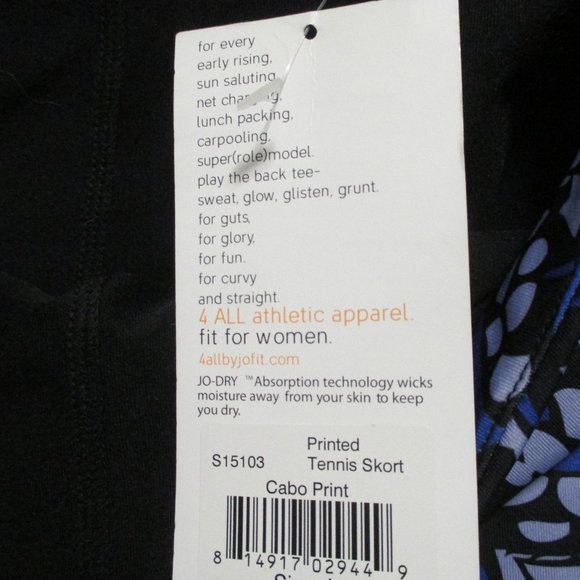 for every
early rising,
sun saluting,
net charging,
lunch packing,
carpooling,
super(role)model.
play the back tee-
sweat, glow, glisten, grunt.
for guts,
for glory,
for fun.
for curvy
and straight.
4 ALL athletic apparel.
fit for women.
4allbyjofit.com
JO-DRY ™Absorption technology wicks
moisture away from your skin to keep
you dry.
Printed
S15103 Tennis Skort
Cabo Print
8 14917 02944 9